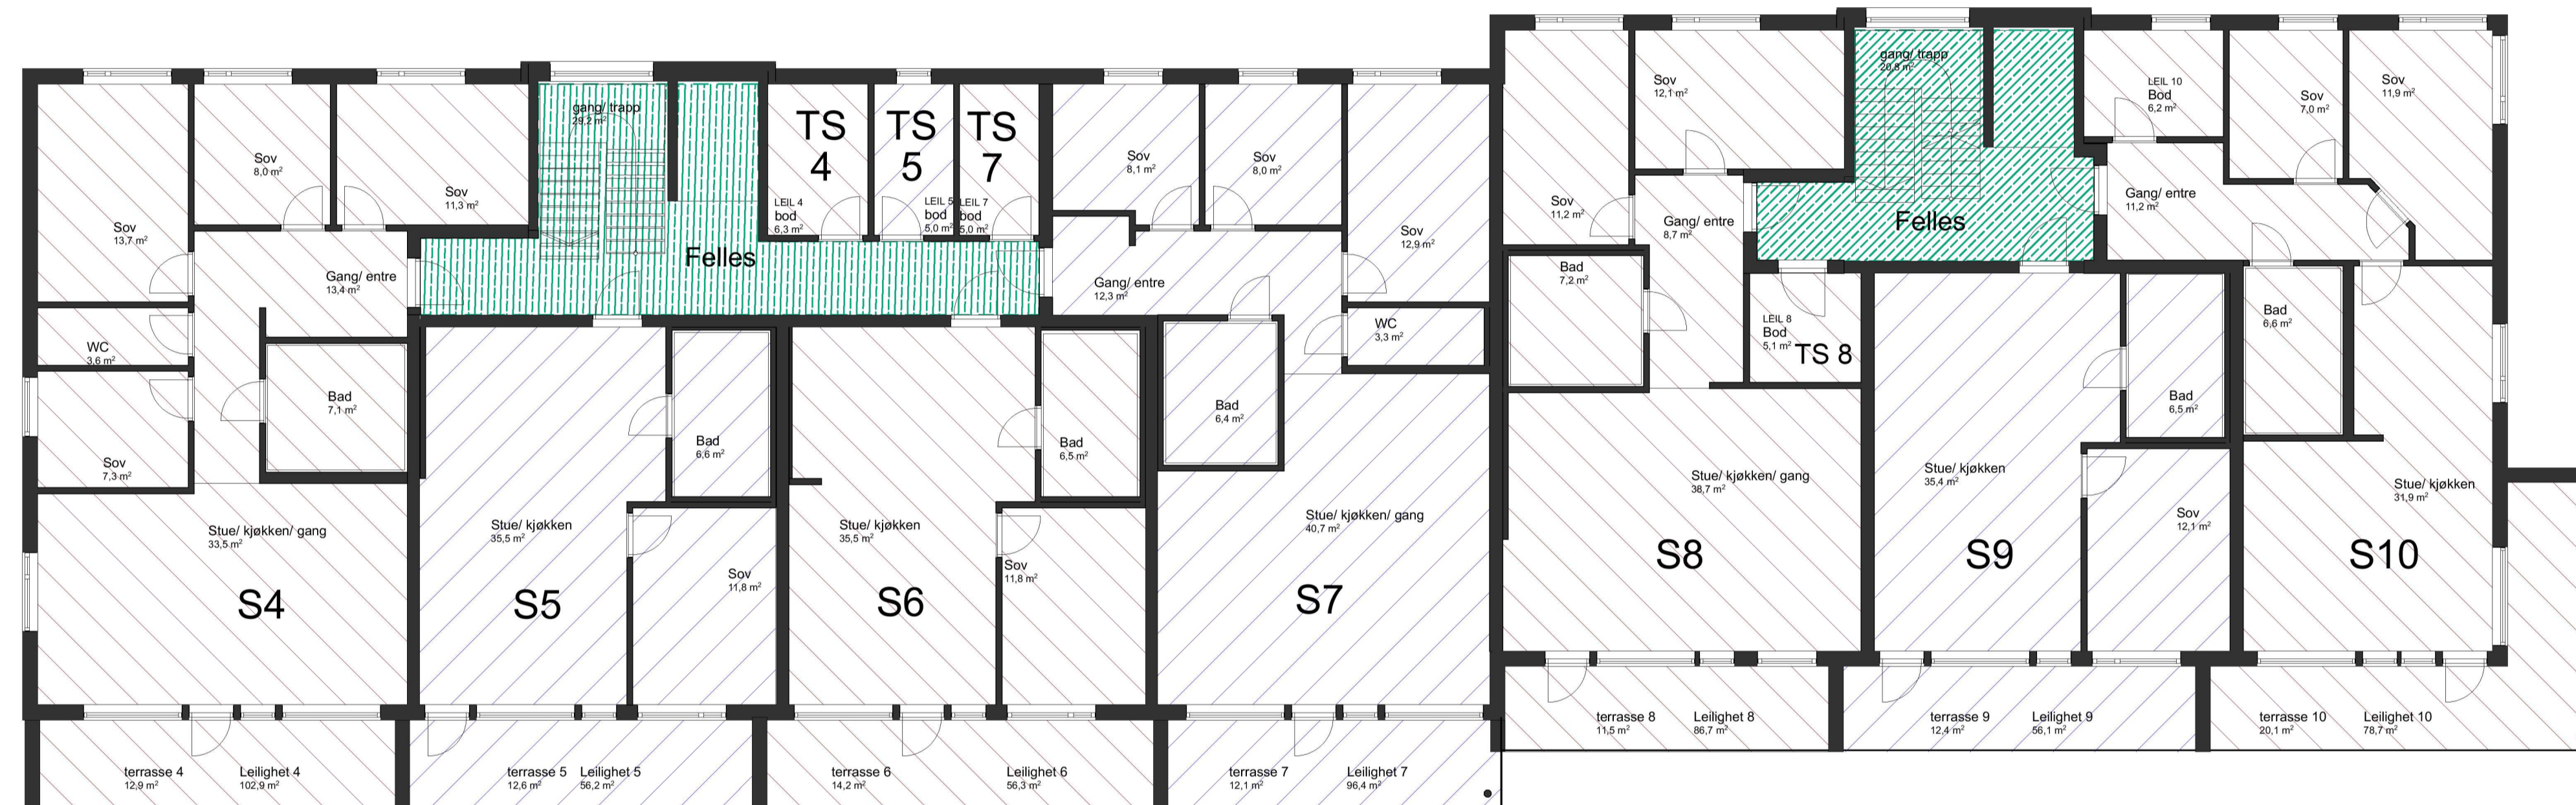 Sov
13,7 m²
Sov
8,0 m²
Sov
11,3 m²
gang/ trapp
29,2 m²
TS
4
LEIL 4
bod
6,3 m²
TS
5
LEIL 5
bod
5,0 m²
TS
7
LEIL 7
bod
5,0 m²
Felles
Gang/ entre
13,4 m²
WC
3,6 m²
Sov
7,3 m²
Bad
7,1 m²
Stue/ kjøkken/ gang
33,5 m²
S4
terrasse 4
12,9 m²
Leilighet 4
102,9 m²
Bad
6,6 m²
Stue/ kjøkken
35,5 m²
Sov
11,8 m²
S5
terrasse 5
12,6 m²
Leilighet 5
56,2 m²
Bad
6,5 m²
Stue/ kjøkken
35,5 m²
Sov
11,8 m²
S6
terrasse 6
14,2 m²
Leilighet 6
56,3 m²
Sov
8,1 m²
Sov
8,0 m²
Sov
12,9 m²
Gang/ entre
12,3 m²
WC
3,3 m²
Bad
6,4 m²
Stue/ kjøkken/ gang
40,7 m²
S7
terrasse 7
12,1 m²
Leilighet 7
96,4 m²
Sov
12,1 m²
Sov
11,2 m²
Gang/ entre
8,7 m²
Bad
7,2 m²
LEIL 8
Bod
5,1 m²
TS 8
Stue/ kjøkken/ gang
38,7 m²
S8
terrasse 8
11,5 m²
Leilighet 8
86,7 m²
gang/ trapp
20,8 m²
Felles
Bad
6,5 m²
Stue/ kjøkken
35,4 m²
Sov
12,1 m²
S9
terrasse 9
12,4 m²
Leilighet 9
56,1 m²
LEIL 10
Bod
6,2 m²
Sov
7,0 m²
Sov
11,9 m²
Gang/ entre
11,2 m²
Bad
6,6 m²
Stue/ kjøkken
31,9 m²
S10
terrasse 10
20,1 m²
Leilighet 10
78,7 m²